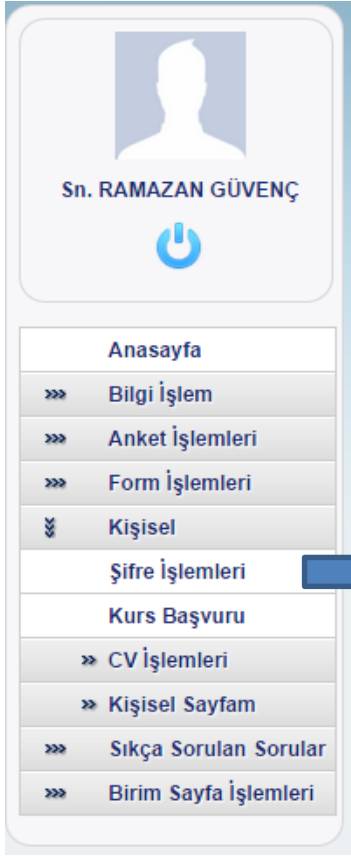 Sn. RAMAZAN GÜVENÇ
Anasayfa
Bilgi İşlem
Anket İşlemleri
Form İşlemleri
Kişisel
Şifre İşlemleri
Kurs Başvuru
CV İşlemleri
Kişisel Sayfam
Sıkça Sorulan Sorular
Birim Sayfa İşlemleri